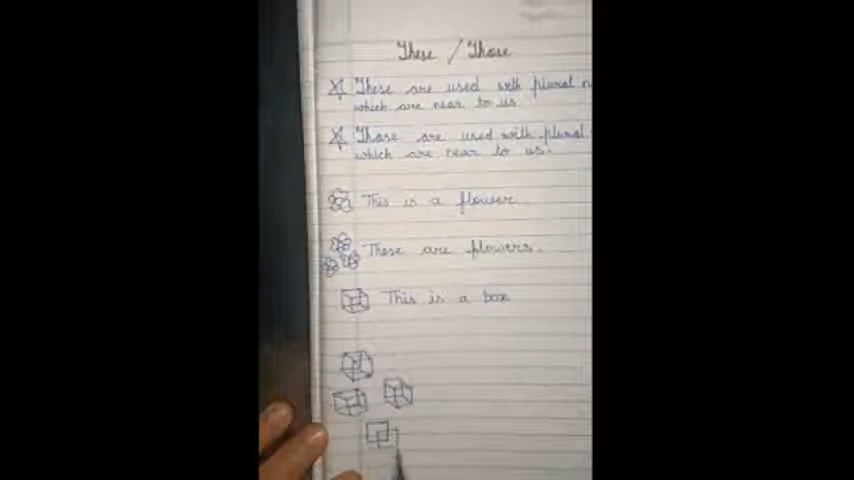 These / Those
These are used with plural n
which are near to us
Those are used with plural
which are near to us.
This is a flower.
These are flowers.
This is a box